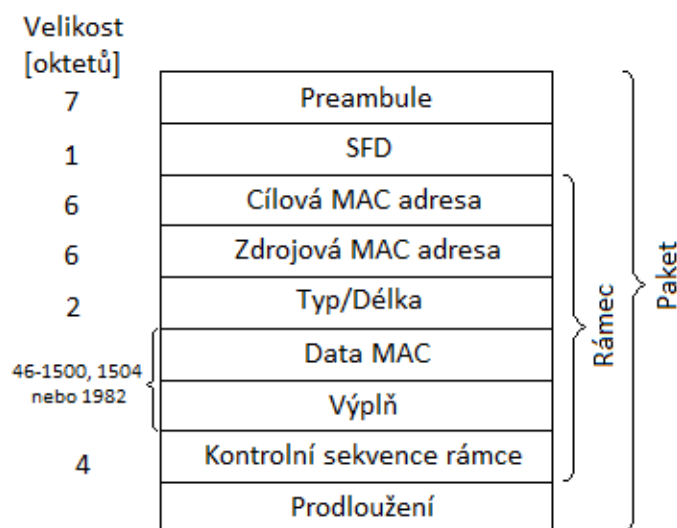 Velikost
[oktetů]
7 Preambule
1 SFD
6 Cílová MAC adresa
6 Zdrojová MAC adresa
2 Typ/Délka
46-1500, 1504
nebo 1982
Data MAC
Výplň
4 Kontrolní sekvence rámce
Prodloužení
Rámec
Paket